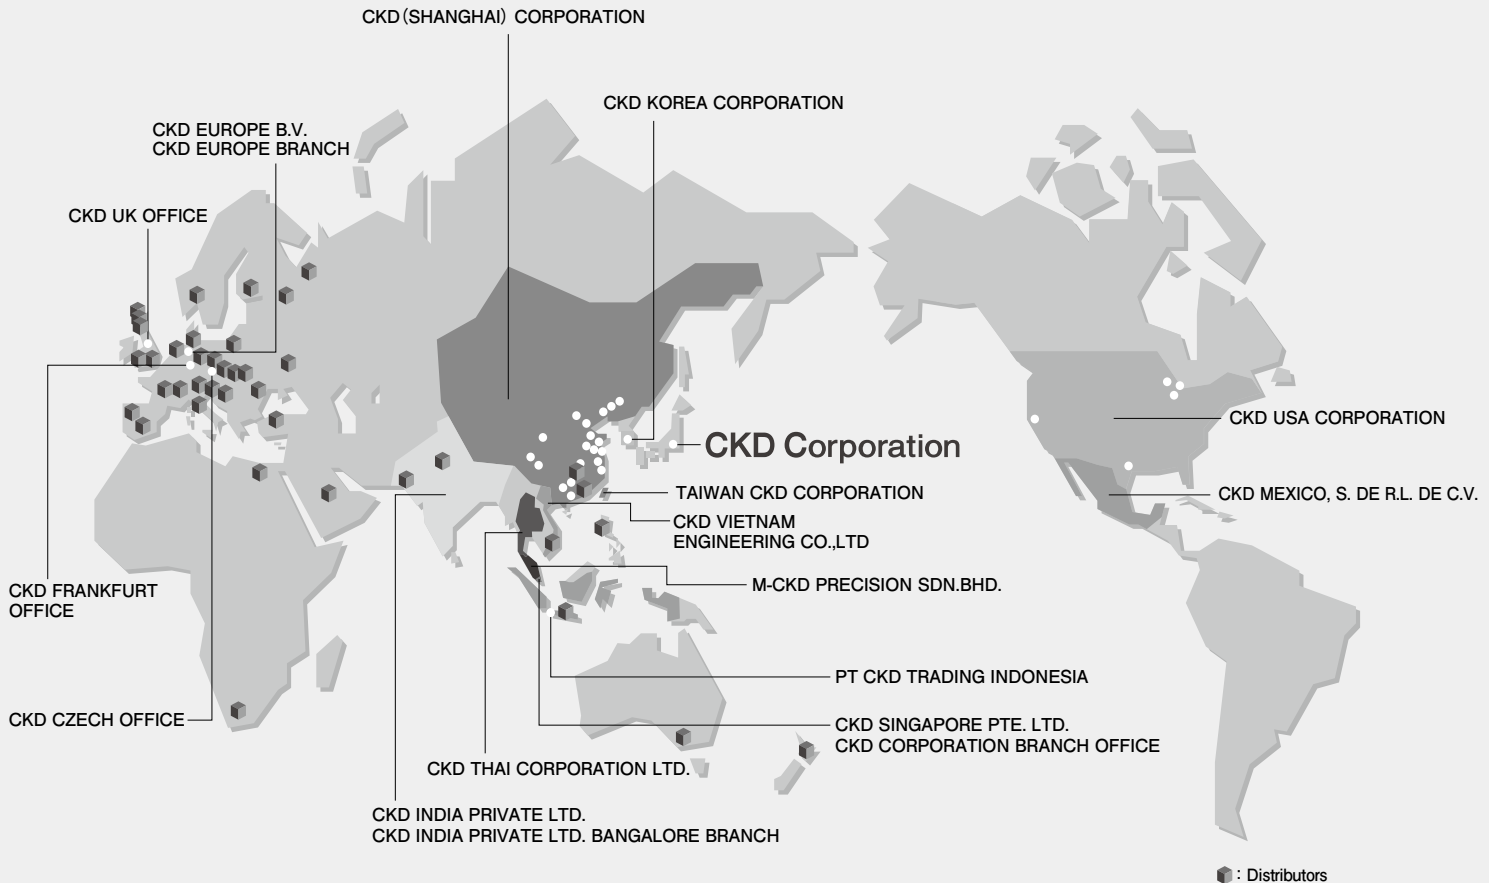 CKD(SHANGHAI) CORPORATION
CKD KOREA CORPORATION
CKD EUROPE B.V.
CKD EUROPE BRANCH
CKD UK OFFICE
CKD USA CORPORATION
CKD Corporation
TAIWAN CKD CORPORATION
CKD MEXICO, S. DE R.L. DE C.V.
CKD VIETNAM
ENGINEERING CO.,LTD
M-CKD PRECISION SDN.BHD.
CKD FRANKFURT
OFFICE
PT CKD TRADING INDONESIA
CKD CZECH OFFICE
CKD SINGAPORE PTE. LTD.
CKD CORPORATION BRANCH OFFICE
CKD THAI CORPORATION LTD.
CKD INDIA PRIVATE LTD.
CKD INDIA PRIVATE LTD. BANGALORE BRANCH
: Distributors